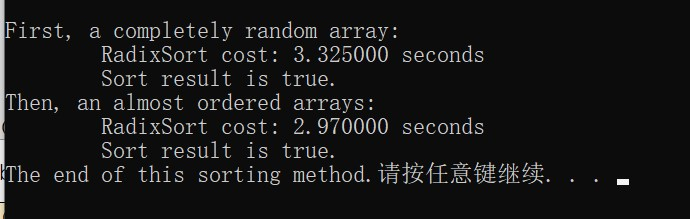 First, a completely random array:
RadixSort cost: 3.325000 seconds
Sort result is true.
Then, an almost ordered arrays:
RadixSort cost: 2.970000 seconds
Sort result is true.
The end of this sorting method.请按任意键继续. . .